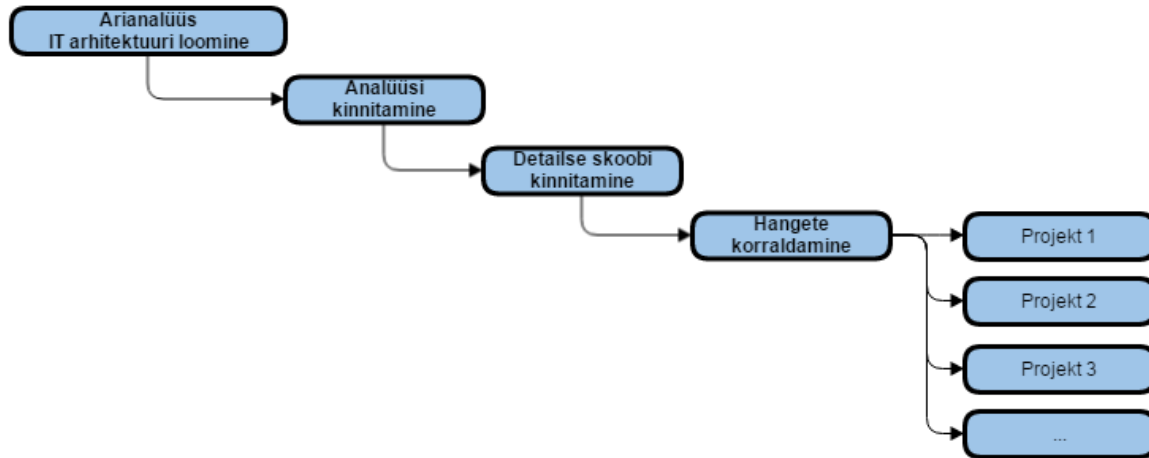 Arianalüüs
IT arhitektuuri loomine
Analüüsi
kinnitamine
Detailse skoobi
kinnitamine
Hangete
korraldamine
Projekt 1
Projekt 2
Projekt 3
...